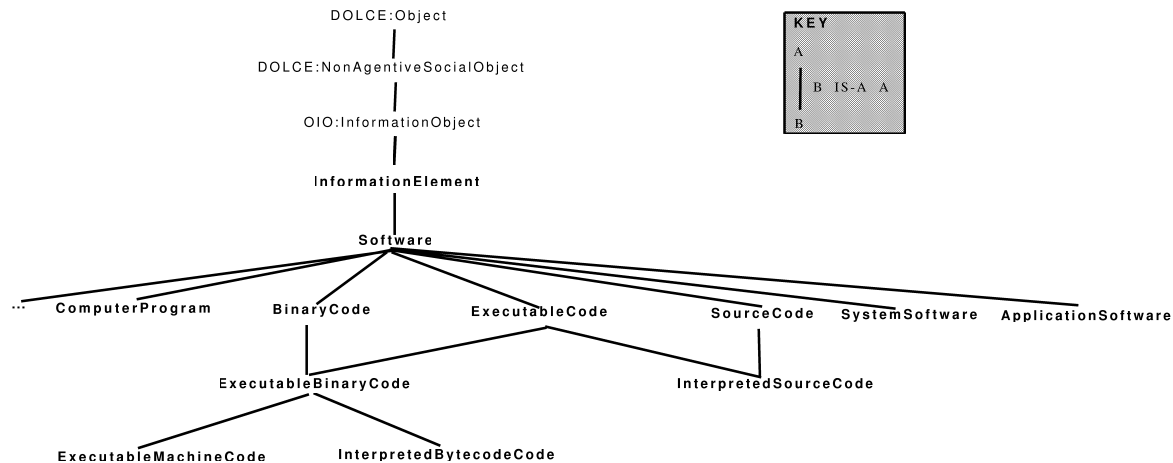 DOLCE:Object
KEY
A
B IS-A A
B
DOLCE:NonAgentiveSocialObject
OIO:InformationObject
InformationElement
Software
... ComputerProgram BinaryCode ExecutableCode SourceCode SystemSoftware ApplicationSoftware
ExecutableBinaryCode InterpretedSourceCode
ExecutableMachineCode InterpretedBytecodeCode